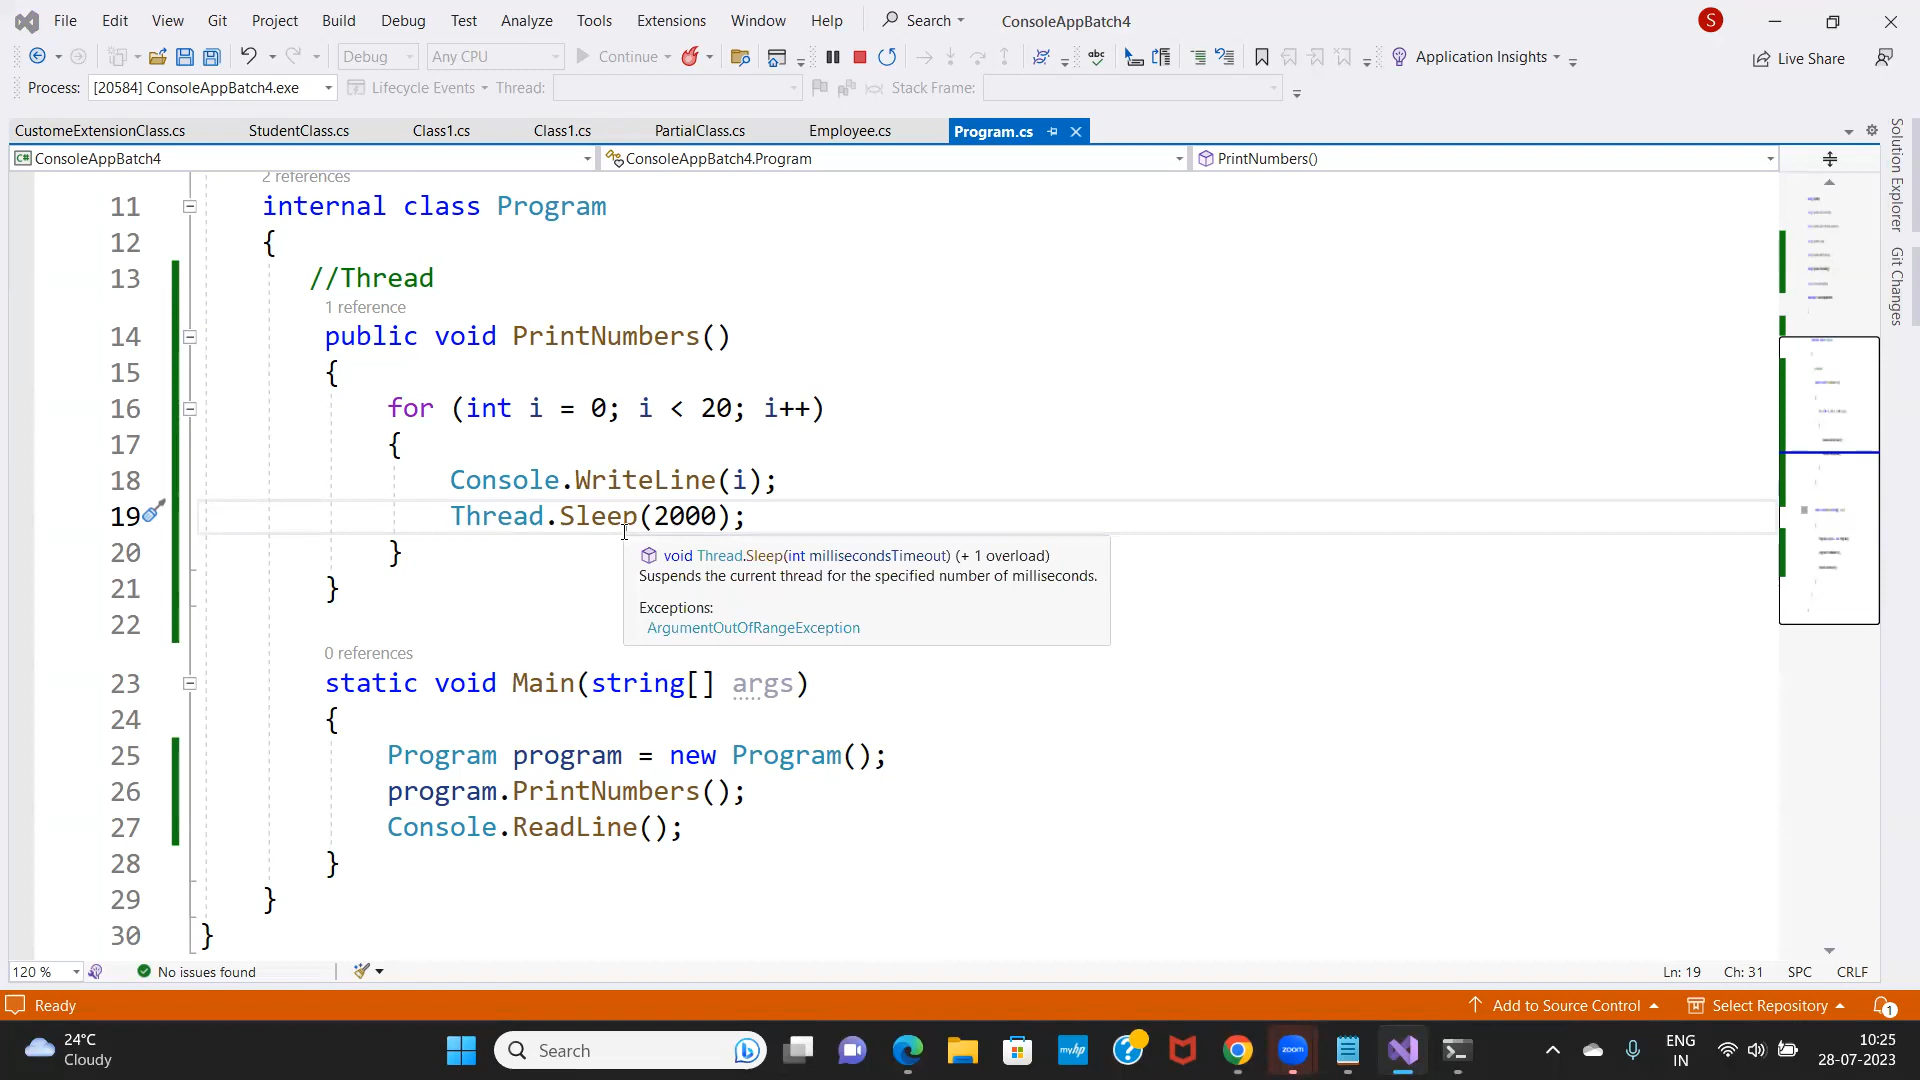 File Edit View Git Project Build Debug Test Analyze Tools Extensions Window Help Search ConsoleAppBatch4 S
Debug Any CPU Continue abc Application Insights Live Share
Process: [20584] ConsoleAppBatch4.exe Lifecycle Events Thread: Stack Frame:
CustomeExtensionClass.cs StudentClass.cs Class1.cs Class1.cs PartialClass.cs Employee.cs Program.cs
C# ConsoleAppBatch4 ConsoleAppBatch4.Program PrintNumbers()
Solution Explorer
Git Changes
2 references
11 internal class Program
12 {
13 //Thread
1 reference
14 public void PrintNumbers()
15 {
16 for (int i = 0; i < 20; i++)
17 {
18 Console.WriteLine(i);
19 Thread.Sleep(2000);
20 }
void Thread.Sleep(int millisecondsTimeout) (+ 1 overload)
Suspends the current thread for the specified number of milliseconds.
21 }
Exceptions:
22
ArgumentOutOfRangeException
0 references
23 static void Main(string[] args)
24 {
25 Program program = new Program();
26 program.PrintNumbers();
27 Console.ReadLine();
28 }
29 }
30 }
120 % No issues found Ln: 19 Ch: 31 SPC CRLF
Ready Add to Source Control Select Repository 1
24°C
Cloudy
Search myhp zoom
ENG
IN
10:25
28-07-2023